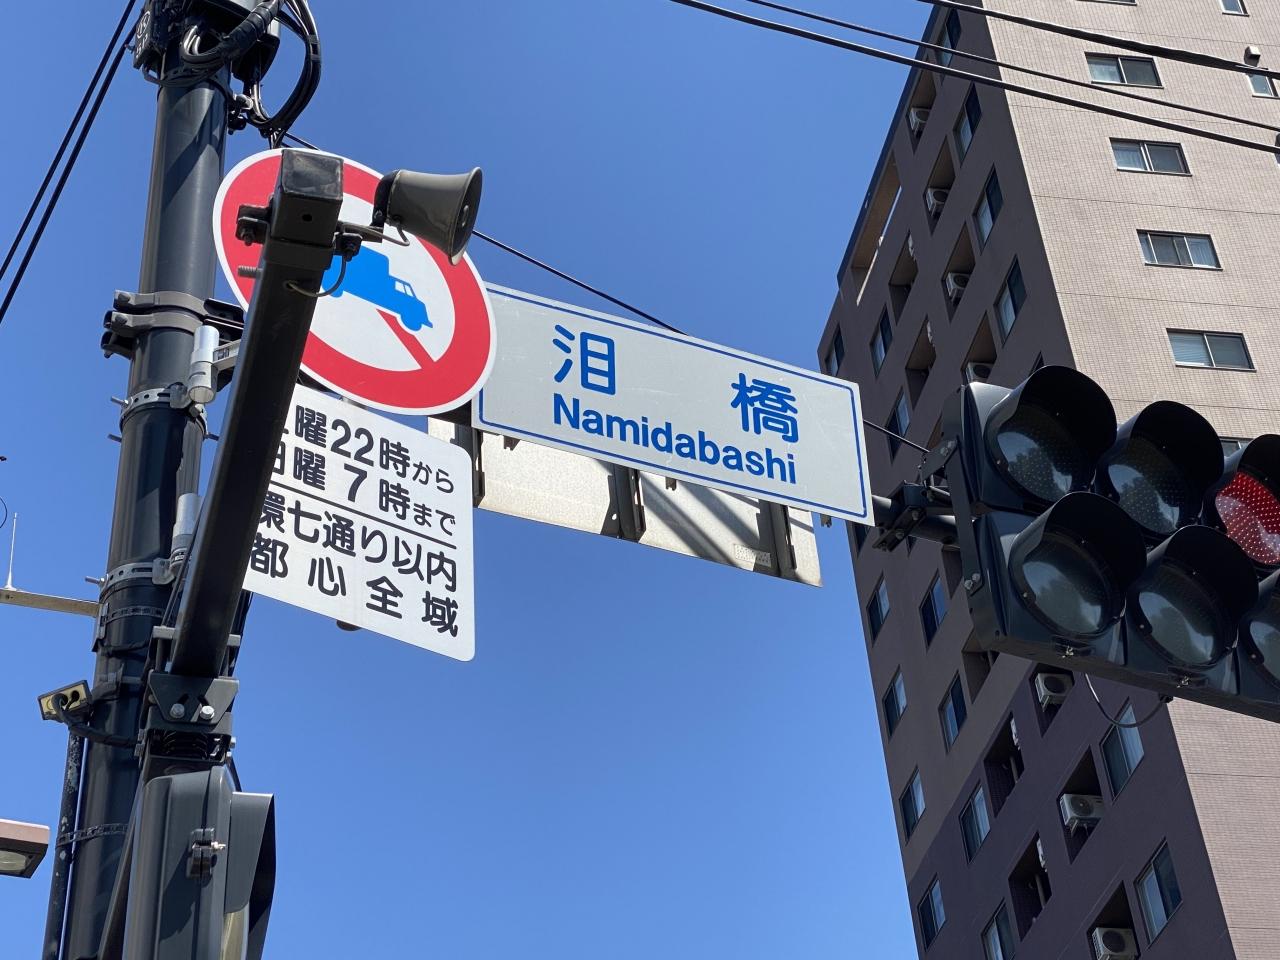 泪橋
Namidabashi
曜22時から
日曜 7時まで
環七通り以内
都心全域